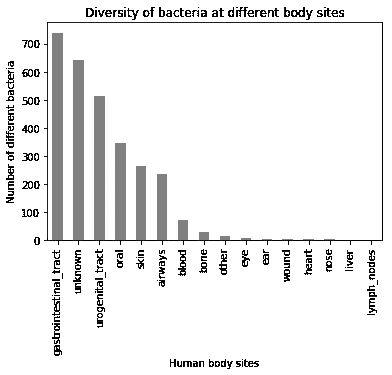 Diversity of bacteria at different body sites
Number of different bacteria
700
600
500
400
300
200
100
0
gastrointestinal_tract
unknown
urogenital_tract
oral
skin
airways
blood
bone
other
eye
ear
wound
heart
nose
liver
lymph_nodes
Human body sites